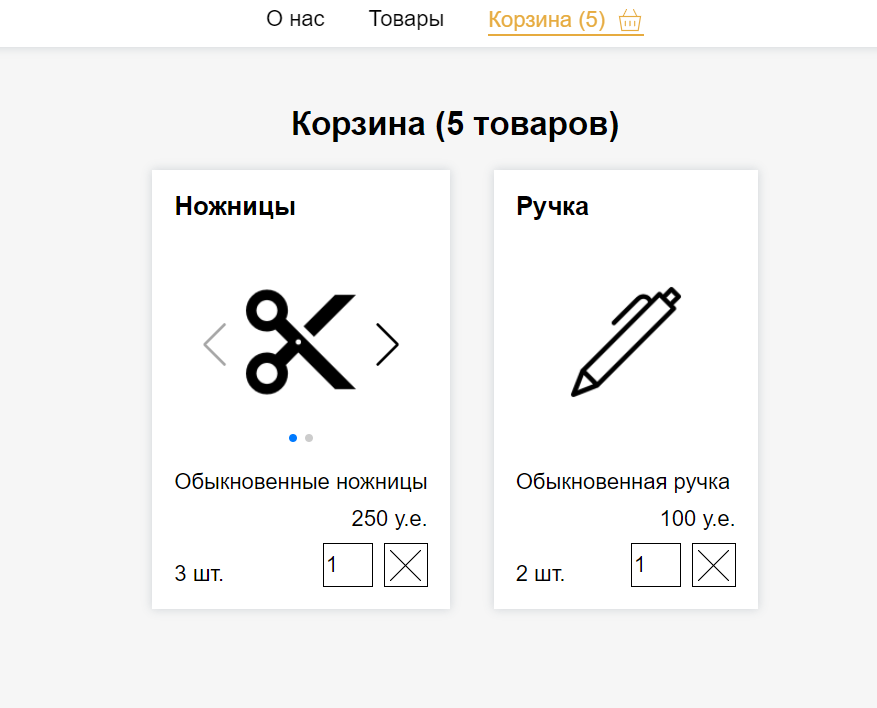 О нас Товары Корзина (5)
Корзина (5 товаров)
Ножницы
Обыкновенные ножницы
250 у.е.
3 шт. 1
Ручка
Обыкновенная ручка
100 у.е.
2 шт. 1